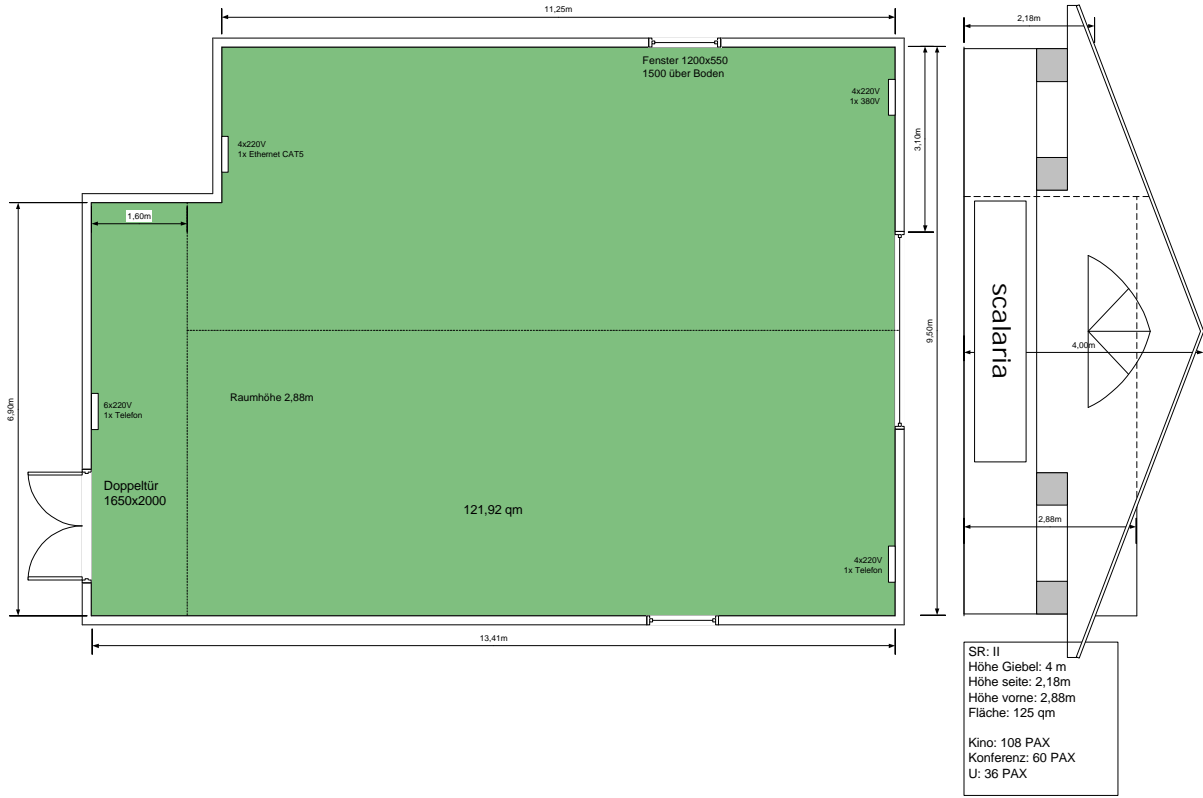 11,25m
2,18m
Fenster 1200x550
1500 über Boden
4x220V
1x 380V
3,10m
4x220V
1x Ethernet CAT5
1,60m
scalaria
9,50m
4,00m
6,90m
Raumhöhe 2,88m
6x220V
1x Telefon
Doppeltür
1650x2000
121,92 qm
2,88m
4x220V
1x Telefon
13,41m
SR: II
Höhe Giebel: 4 m
Höhe seite: 2,18m
Höhe vorne: 2,88m
Fläche: 125 qm
Kino: 108 PAX
Konferenz: 60 PAX
U: 36 PAX